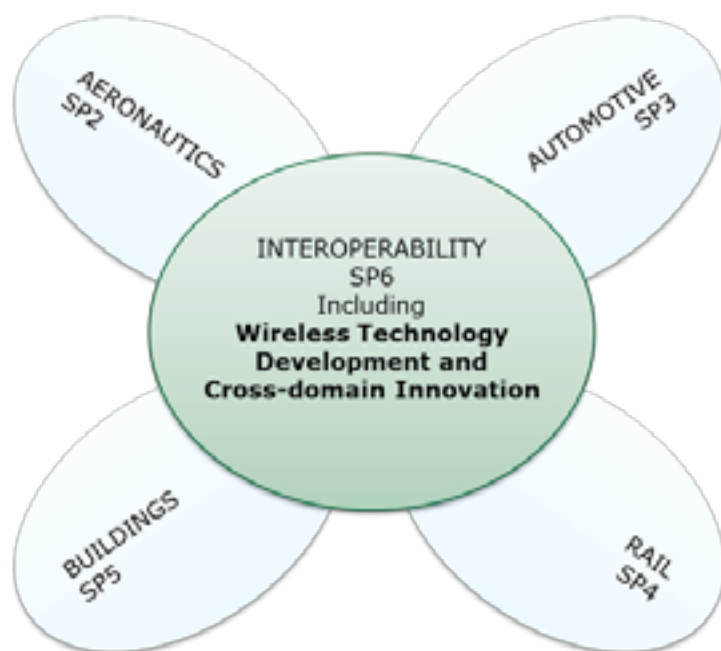 AERONAUTICS
SP2
AUTOMOTIVE
SP3
INTEROPERABILITY
SP6
Including
Wireless Technology
Development and
Cross-domain Innovation
BUILDINGS
SP5
RAIL
SP4